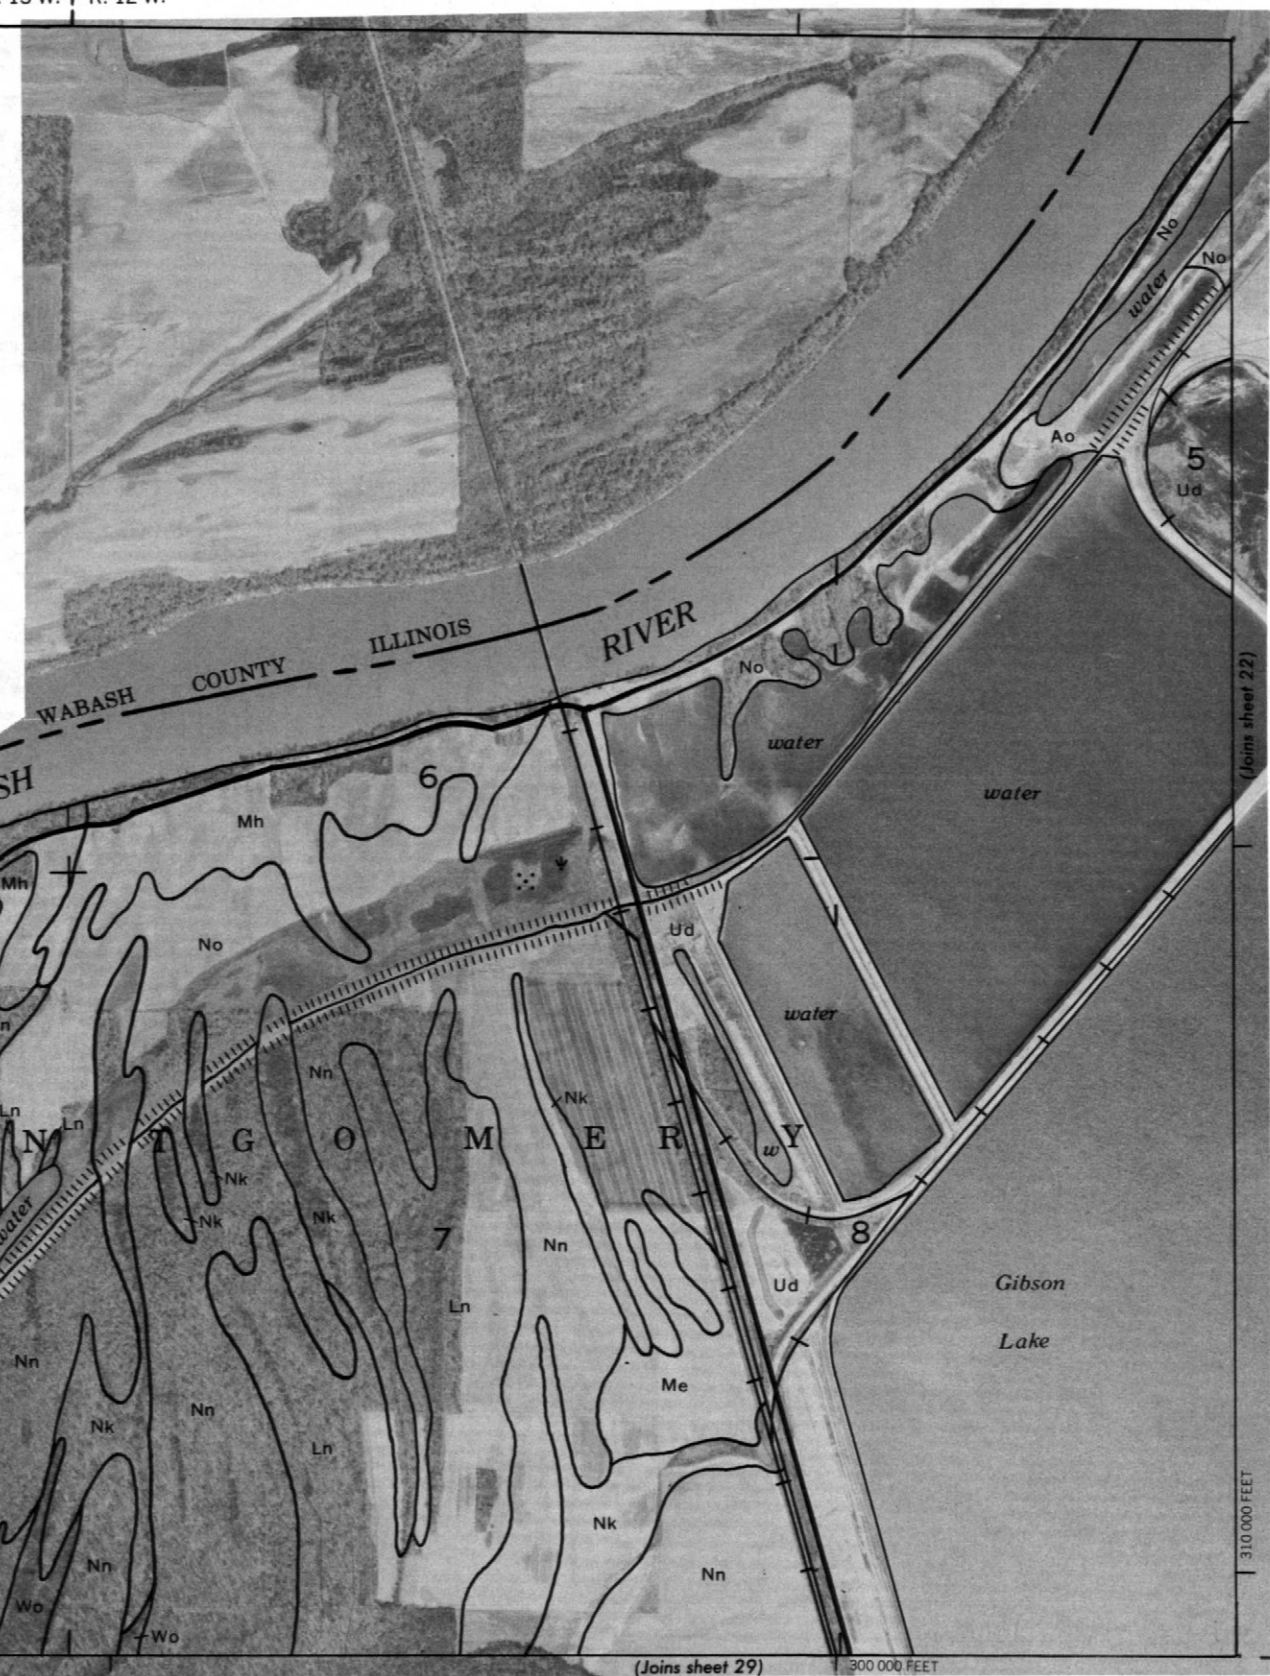 R. 12 W.
No
No
water
Ao
5
Ud
ILLINOIS
RIVER
COUNTY
WABASH
No
(Joins sheet 22)
water
water
SH
6
Mh
Mh
No
Ud
water
n
Nn
Nk
Ln
Ln
N T G O M E R Y
w
Nk
Nk
Nk
water
7
Nn
8
Ud
Gibson
Lake
Ln
Nn
Me
Nn
Nk
Ln
Nk
Nn
Nn
Wo
Wo
310 000 FEET
(Joins sheet 29)
300 000 FEET